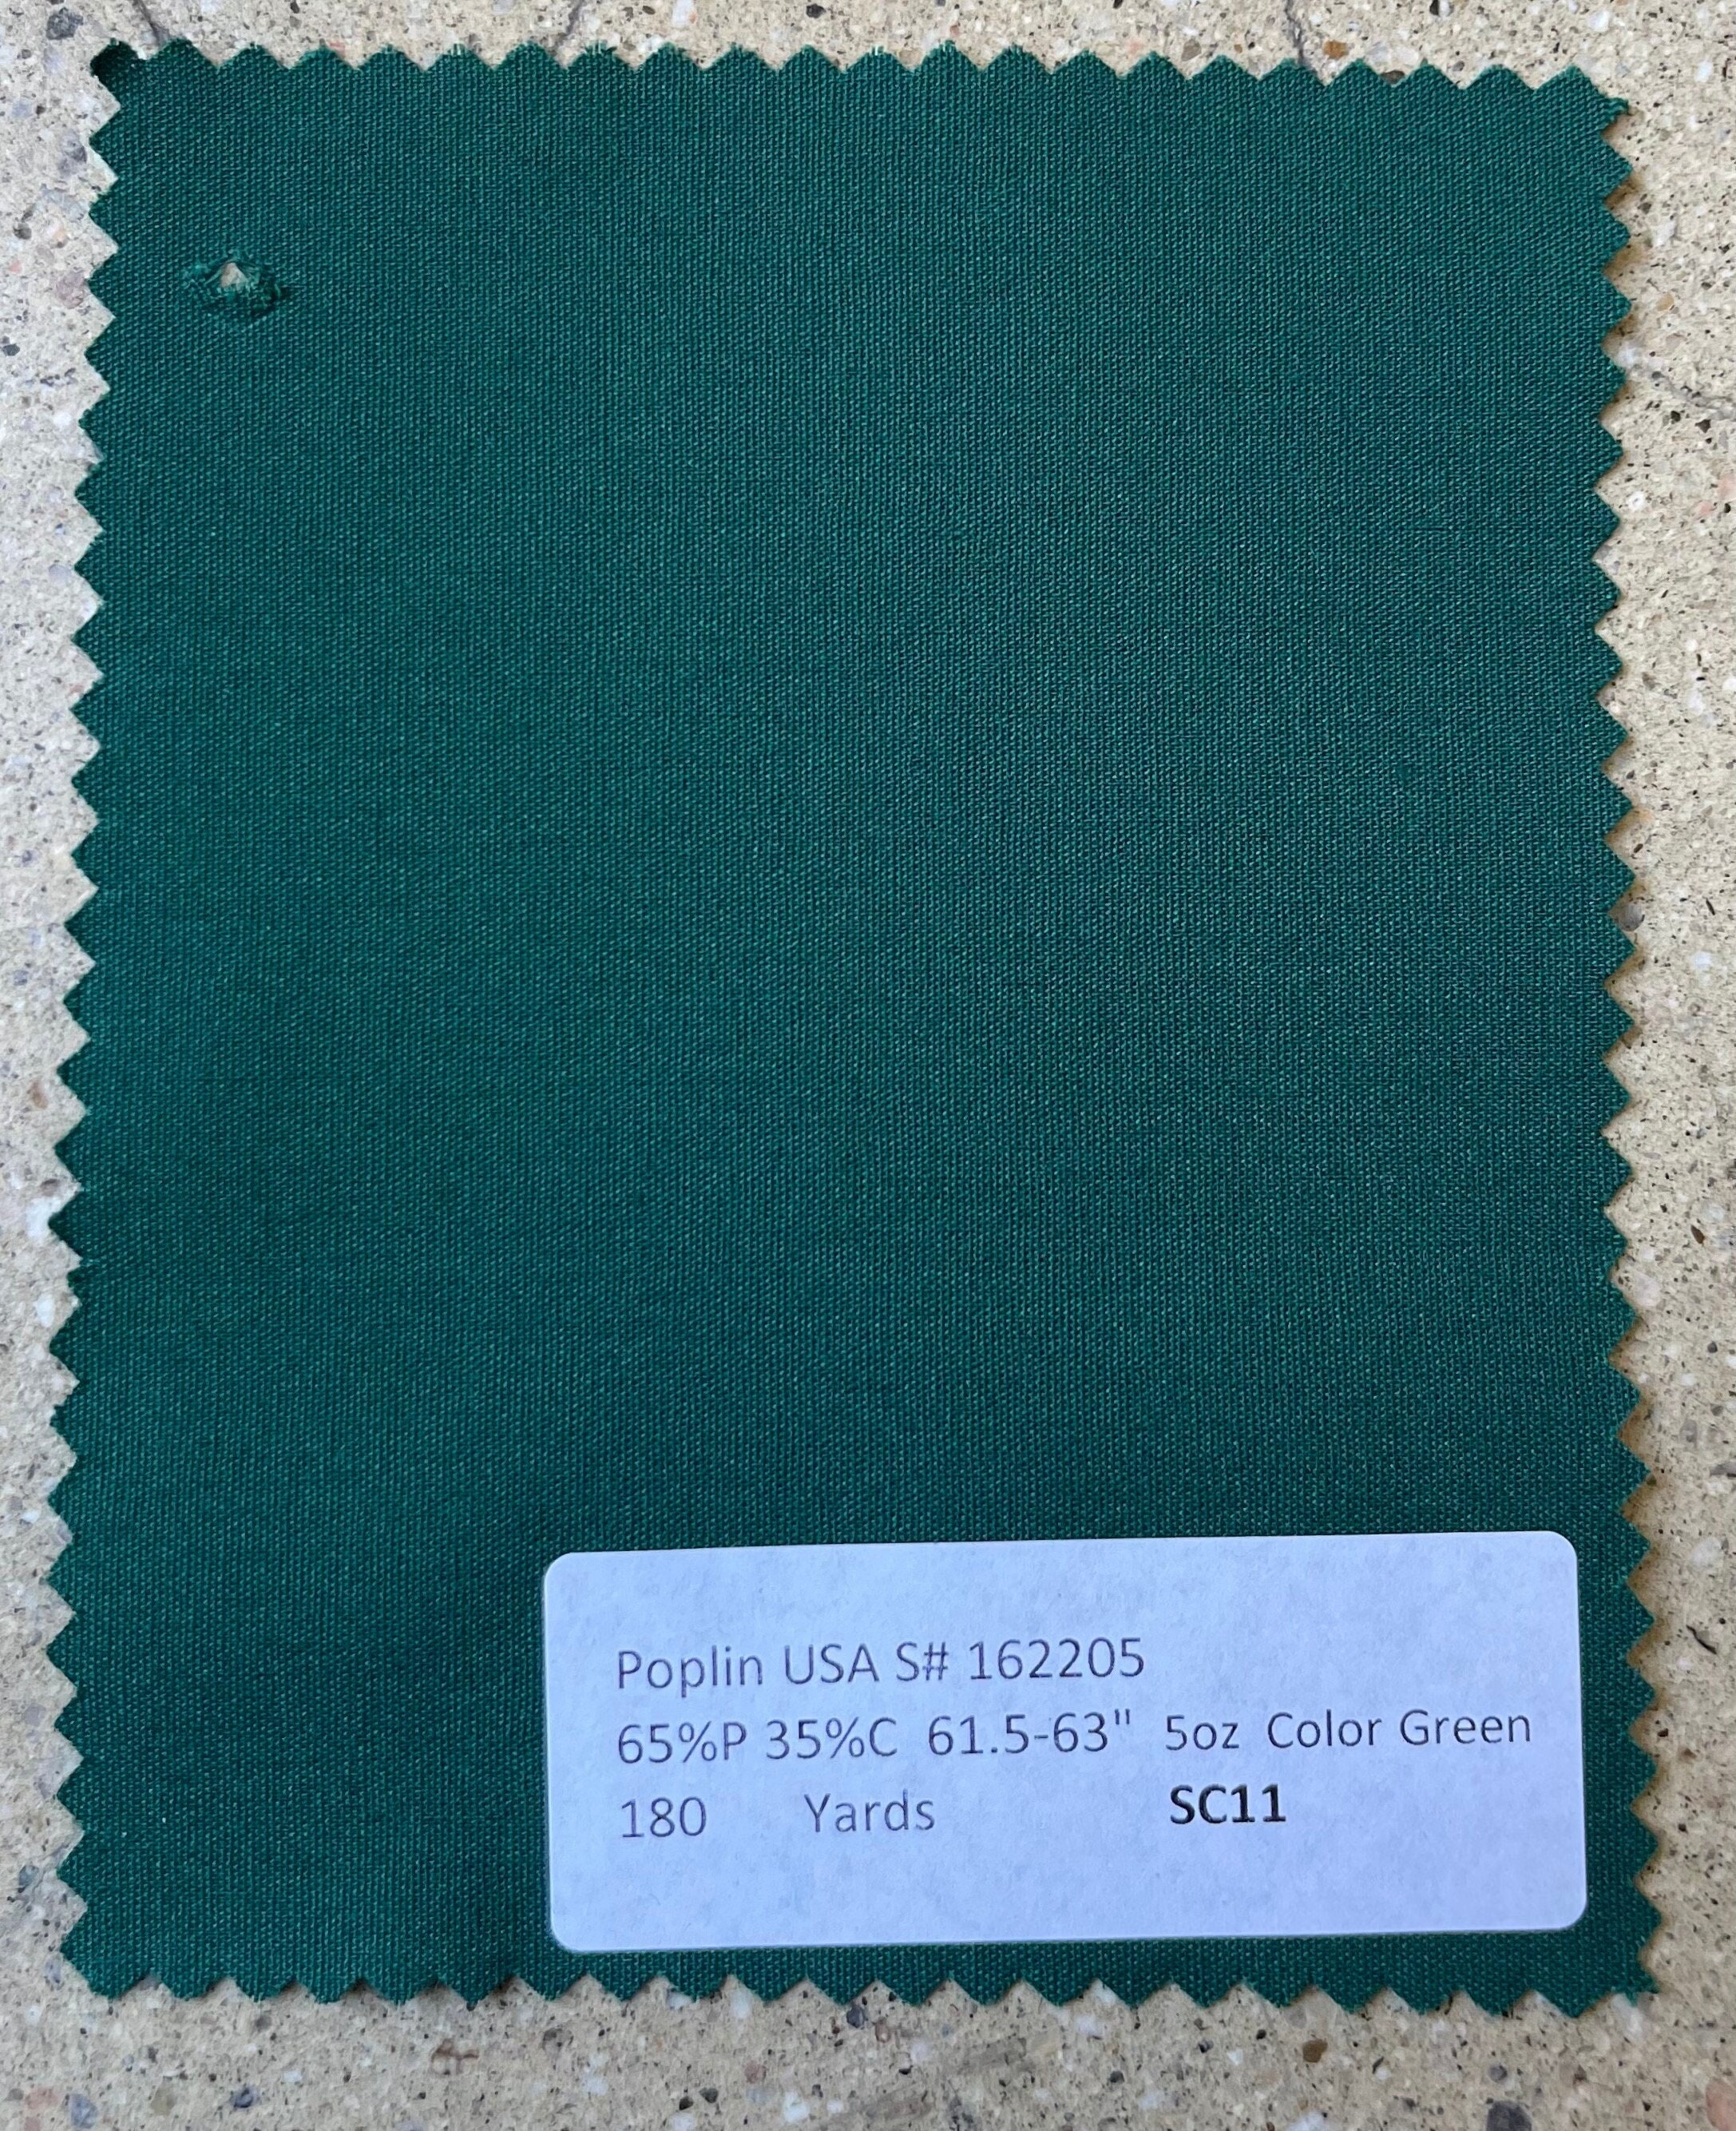 Poplin USA S# 162205
65%P 35%C 61.5-63" 5oz Color Green
180 Yards SC11